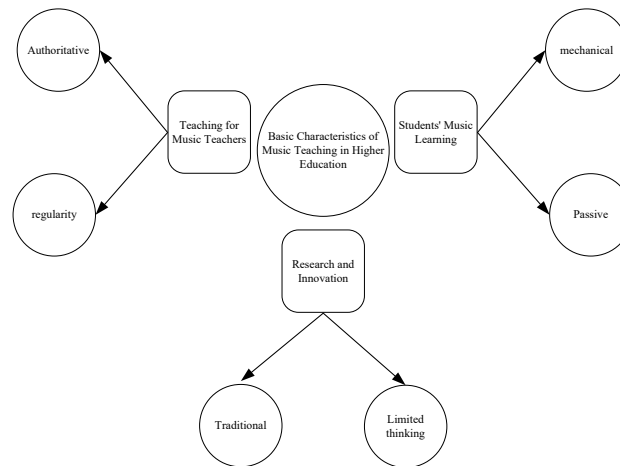 Authoritative
mechanical
Teaching for
Music Teachers
Basic Characteristics of
Music Teaching in Higher
Education
Students' Music
Learning
regularity
Passive
Research and
Innovation
Traditional
Limited
thinking